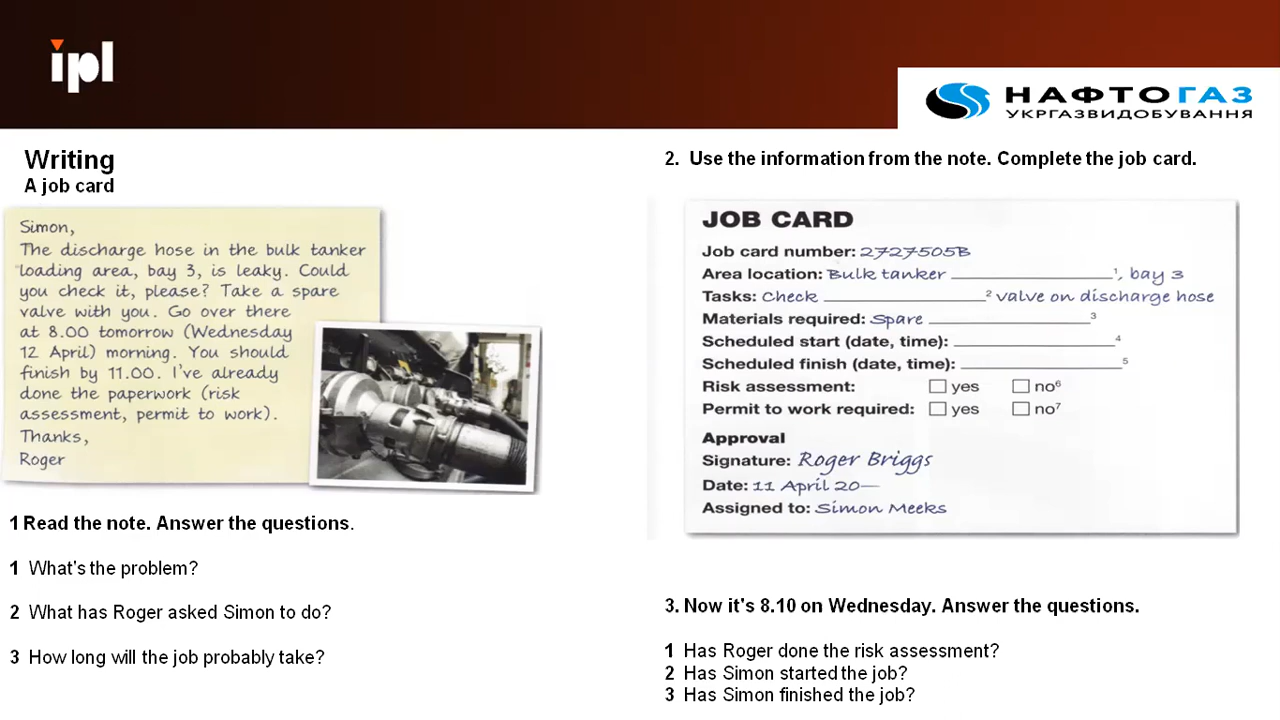 ipl
НАФТОГАЗ
УКРГАЗВИДОБУВАННЯ
Writing
A job card
Simon,
The discharge hose in the bulk tanker
loading area, bay 3, is leaky. Could
you check it, please? Take a spare
valve with you. Go over there
at 8.00 tomorrow (Wednesday
12 April) morning. You should
finish by 11.00. I've already
done the paperwork (risk
assessment, permit to work).
Thanks,
Roger
1 Read the note. Answer the questions.
1 What's the problem?
2 What has Roger asked Simon to do?
3 How long will the job probably take?
2. Use the information from the note. Complete the job card.
JOB CARD
Job card number: 2727505B
Area location: Bulk tanker ______________¹, bay 3
Tasks: Check ______________² valve on discharge hose
Materials required: Spare ______________³
Scheduled start (date, time): ______________⁴
Scheduled finish (date, time): ______________⁵
Risk assessment: ☐ yes ☐ no⁶
Permit to work required: ☐ yes ☐ no⁷
Approval
Signature: Roger Briggs
Date: 11 April 20—
Assigned to: Simon Meeks
3. Now it's 8.10 on Wednesday. Answer the questions.
1 Has Roger done the risk assessment?
2 Has Simon started the job?
3 Has Simon finished the job?